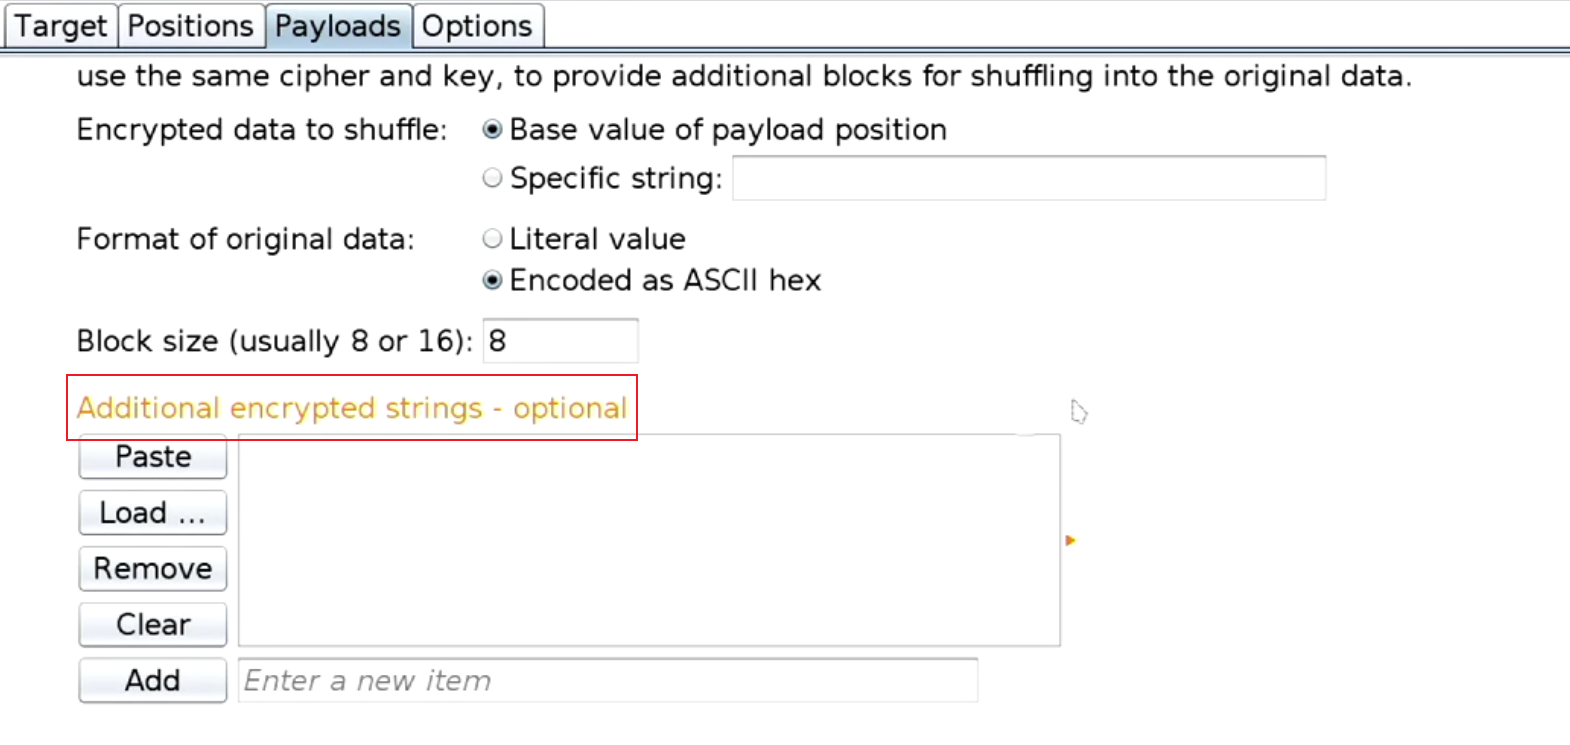 Target Positions Payloads Options
use the same cipher and key, to provide additional blocks for shuffling into the original data.
Encrypted data to shuffle: Base value of payload position
Specific string:
Format of original data: Literal value
Encoded as ASCII hex
Block size (usually 8 or 16): 8
Additional encrypted strings - optional
Paste
Load ...
Remove
Clear
Add Enter a new item